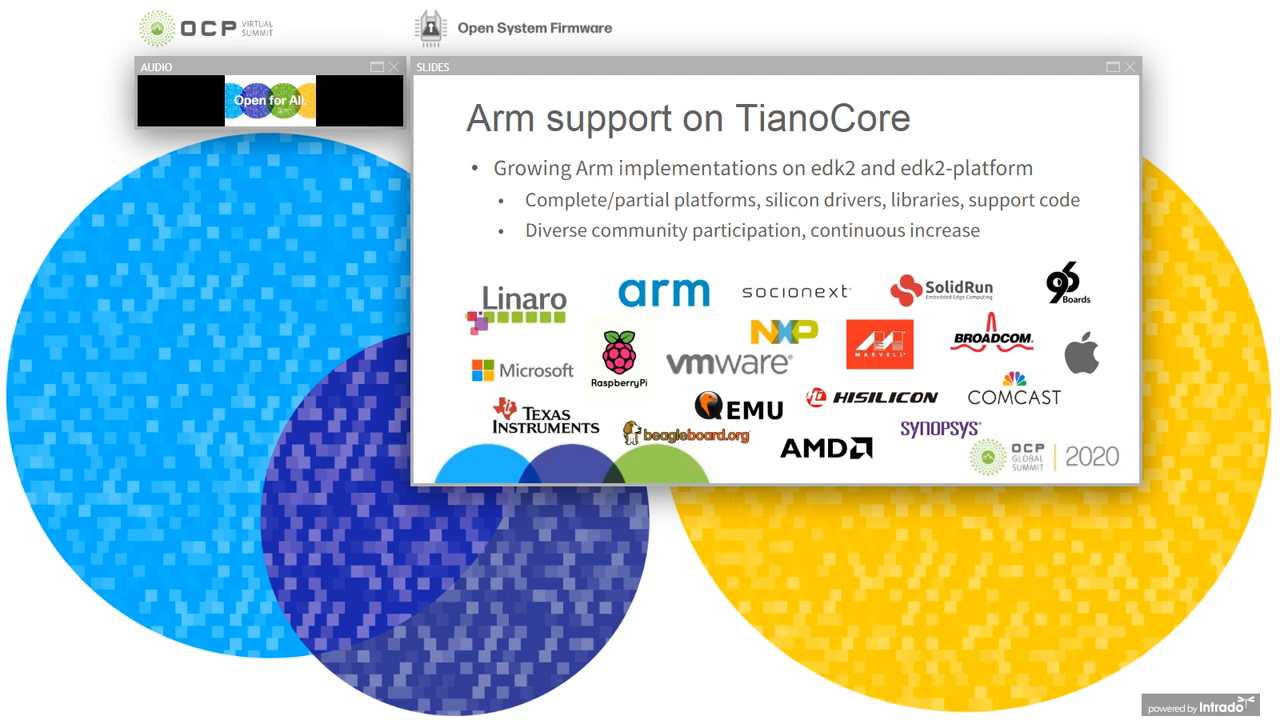 OCP VIRTUAL SUMMIT
Open System Firmware
AUDIO
Open for All.
SLIDES
Arm support on TianoCore
• Growing Arm implementations on edk2 and edk2-platform
• Complete/partial platforms, silicon drivers, libraries, support code
• Diverse community participation, continuous increase
Linaro
arm
socionext
SolidRun
Embedded Edge Computing
96
Boards
NXP
MARVELL
BROADCOM
Microsoft
RaspberryPi
vmware
COMCAST
TEXAS
INSTRUMENTS
QEMU
HISILICON
beagleboard.org
AMD
SYNOPSYS
OCP GLOBAL SUMMIT | 2020
powered by Intrado